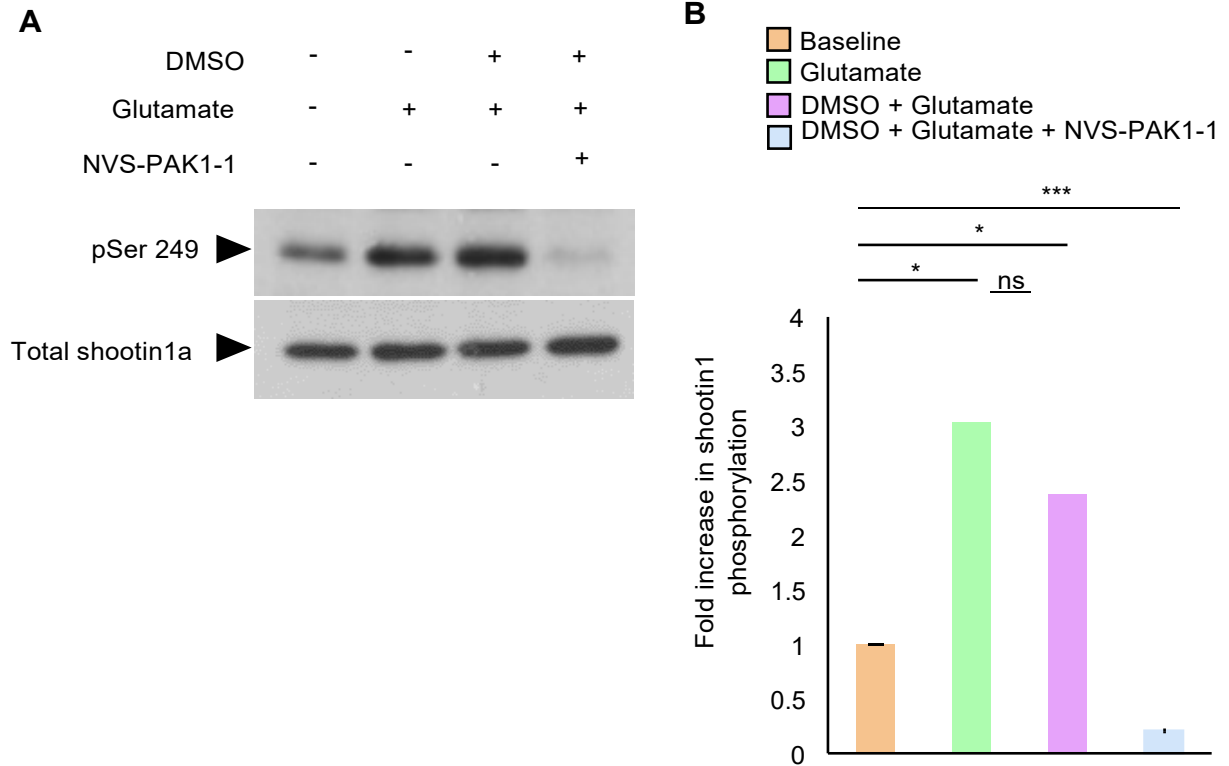 A
DMSO - - + +
Glutamate - + + +
NVS-PAK1-1 - - - +
pSer 249
Total shootin1a
B
Baseline
Glutamate
DMSO + Glutamate
DMSO + Glutamate + NVS-PAK1-1
***
*
*
ns
Fold increase in shootin1
phosphorylation
4
3.5
3
2.5
2
1.5
1
0.5
0